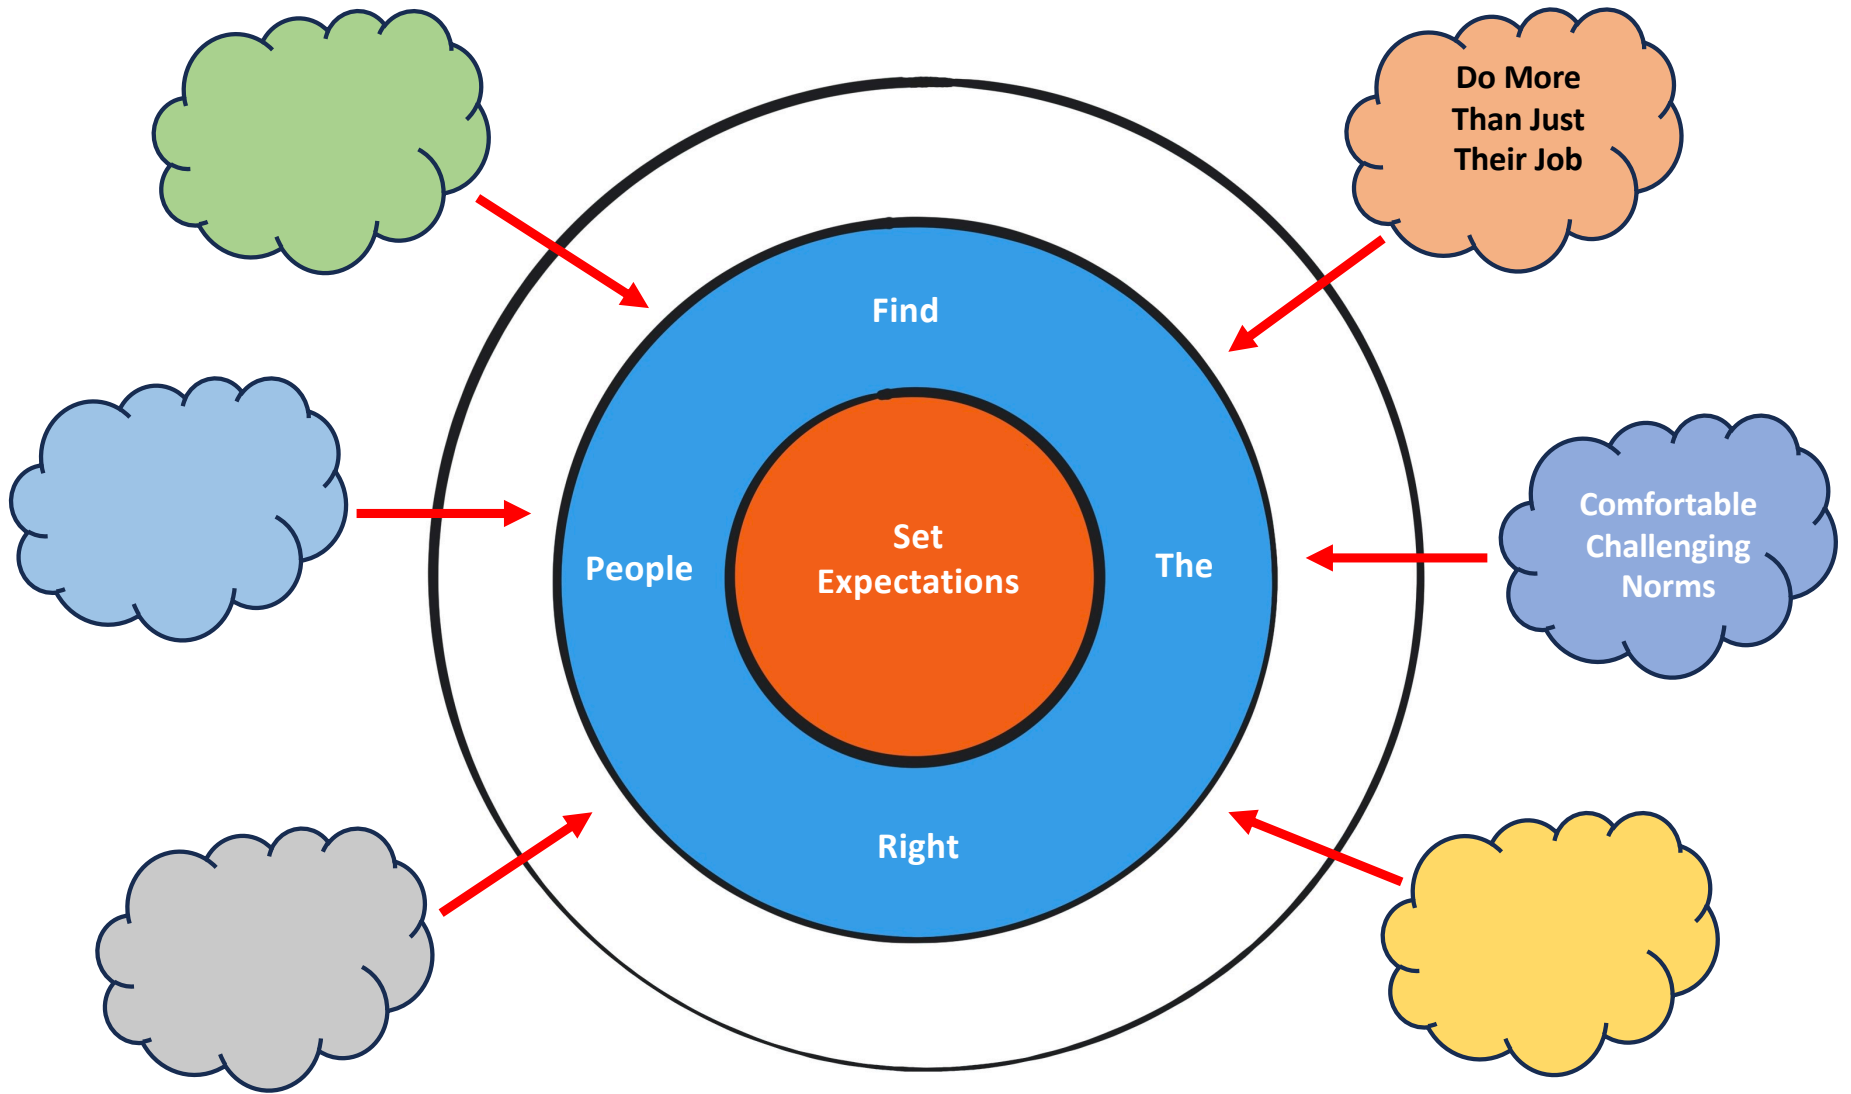 Do More
Than Just
Their Job
Find
Set
Expectations
People
The
Comfortable
Challenging
Norms
Right